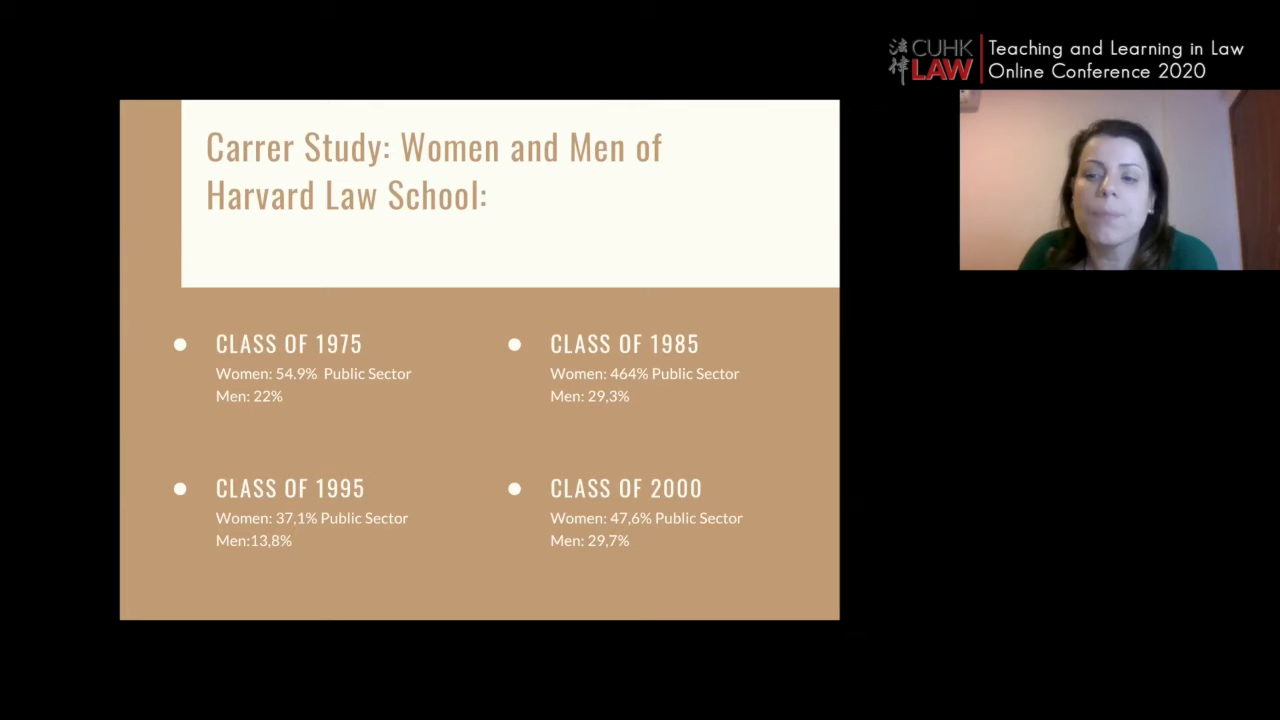 法律 CUHK LAW
Teaching and Learning in Law
Online Conference 2020
Carrer Study: Women and Men of
Harvard Law School:
CLASS OF 1975
Women: 54.9% Public Sector
Men: 22%
CLASS OF 1985
Women: 464% Public Sector
Men: 29,3%
CLASS OF 1995
Women: 37,1% Public Sector
Men:13,8%
CLASS OF 2000
Women: 47,6% Public Sector
Men: 29,7%